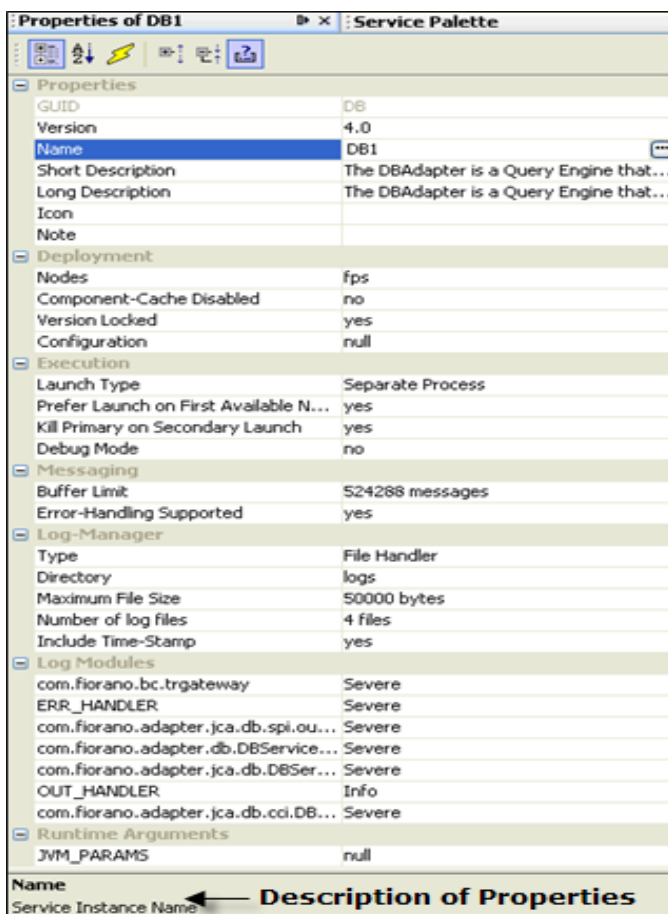 Properties of DB1 Service Palette
Properties
GUID DB
Version 4.0
Name DB1
Short Description The DBAdapter is a Query Engine that...
Long Description The DBAdapter is a Query Engine that...
Icon
Note
Deployment
Nodes fps
Component-Cache Disabled no
Version Locked yes
Configuration null
Execution
Launch Type Separate Process
Prefer Launch on First Available N... yes
Kill Primary on Secondary Launch yes
Debug Mode no
Messaging
Buffer Limit 524288 messages
Error-Handling Supported yes
Log-Manager
Type File Handler
Directory logs
Maximum File Size 50000 bytes
Number of log files 4 files
Include Time-Stamp yes
Log Modules
com.fiorano.bc.trgateway Severe
ERR_HANDLER Severe
com.fiorano.adapter.jca.db.spi.ou... Severe
com.fiorano.adapter.db.DBService... Severe
com.fiorano.adapter.jca.db.DBSer... Severe
OUT_HANDLER Info
com.fiorano.adapter.jca.db.cci.DB... Severe
Runtime Arguments
JVM_PARAMS null
Name
Service Instance Name Description of Properties